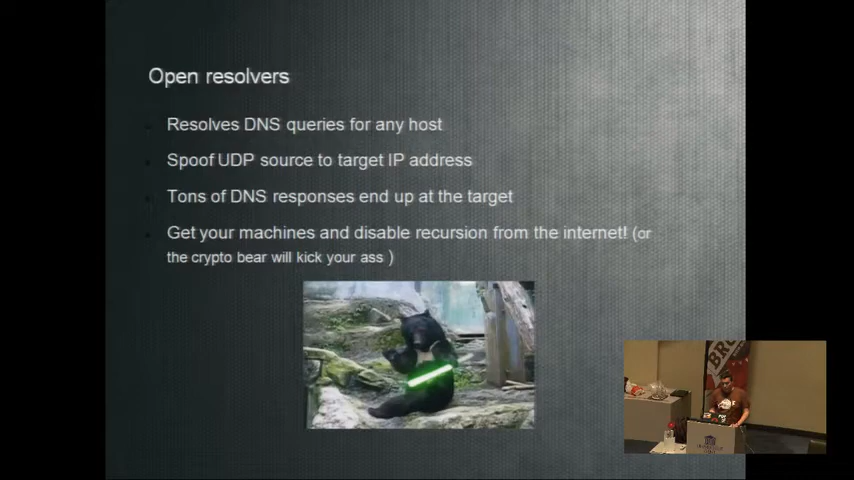 Open resolvers
Resolves DNS queries for any host
Spoof UDP source to target IP address
Tons of DNS responses end up at the target
Get your machines and disable recursion from the internet! (or
the crypto bear will kick your ass )
BRU